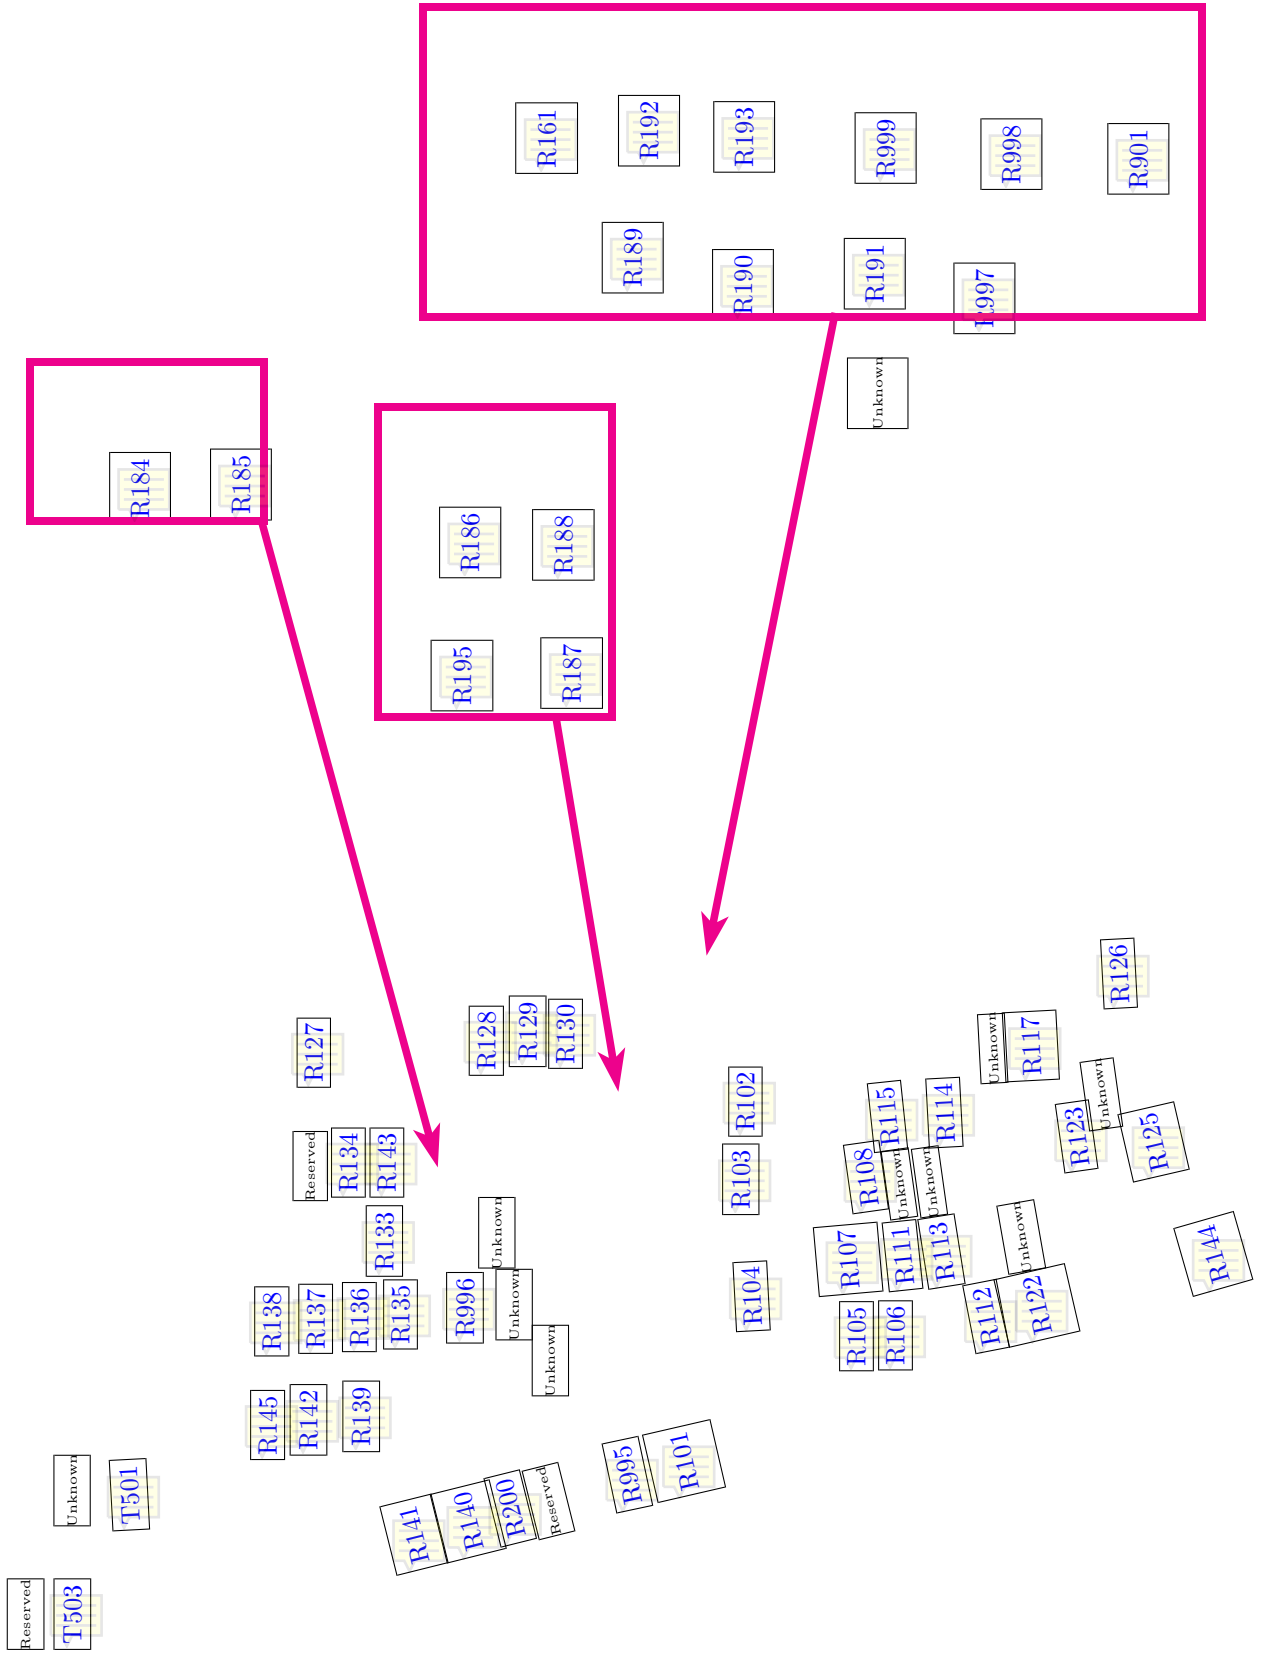 R161
R192
R193
R999
R998
R901
R189
R190
R191
R997
Unknown
R184
R185
R186
R188
R195
R187
R126
R127
R128
R129
R130
Unknown
R117
R102
R115
R114
Unknown
R123
R125
Reserved
R134
R143
R103
R108
Unknown
Unknown
R133
Unknown
R107
R111
R113
Unknown
R144
R138
R137
R136
R135
R996
Unknown
Unknown
R104
R105
R106
R112
R122
R145
R142
R139
Unknown
T501
R141
R140
R200
Reserved
R995
R101
Reserved
T503